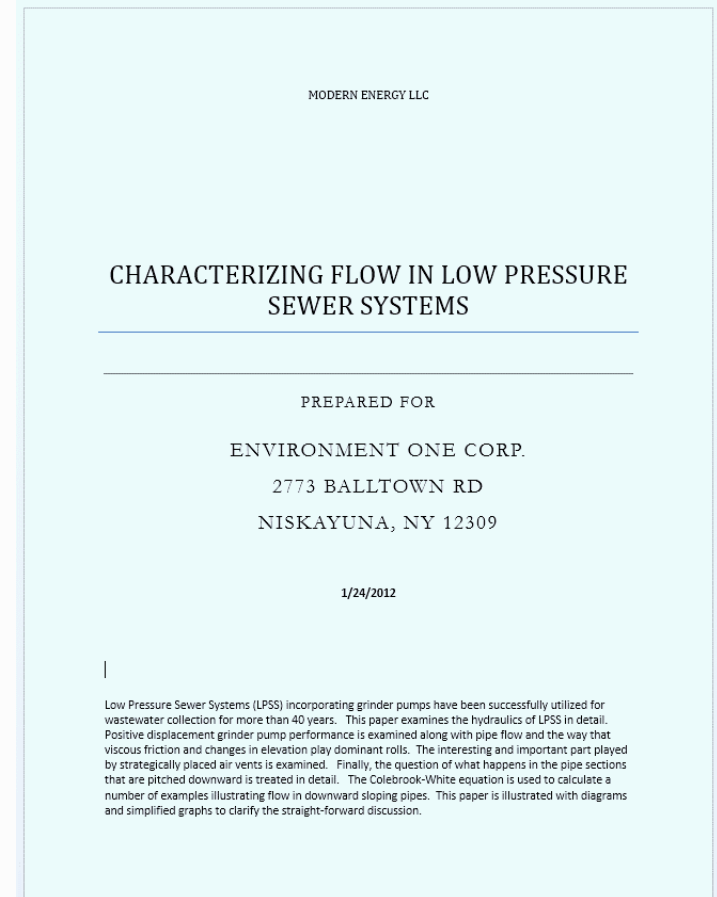 MODERN ENERGY LLC
CHARACTERIZING FLOW IN LOW PRESSURE
SEWER SYSTEMS
PREPARED FOR
ENVIRONMENT ONE CORP.
2773 BALLTOWN RD
NISKAYUNA, NY 12309
1/24/2012
Low Pressure Sewer Systems (LPSS) incorporating grinder pumps have been successfully utilized for
wastewater collection for more than 40 years. This paper examines the hydraulics of LPSS in detail.
Positive displacement grinder pump performance is examined along with pipe flow and the way that
viscous friction and changes in elevation play dominant rolls. The interesting and important part played
by strategically placed air vents is examined. Finally, the question of what happens in the pipe sections
that are pitched downward is treated in detail. The Colebrook-White equation is used to calculate a
number of examples illustrating flow in downward sloping pipes. This paper is illustrated with diagrams
and simplified graphs to clarify the straight-forward discussion.